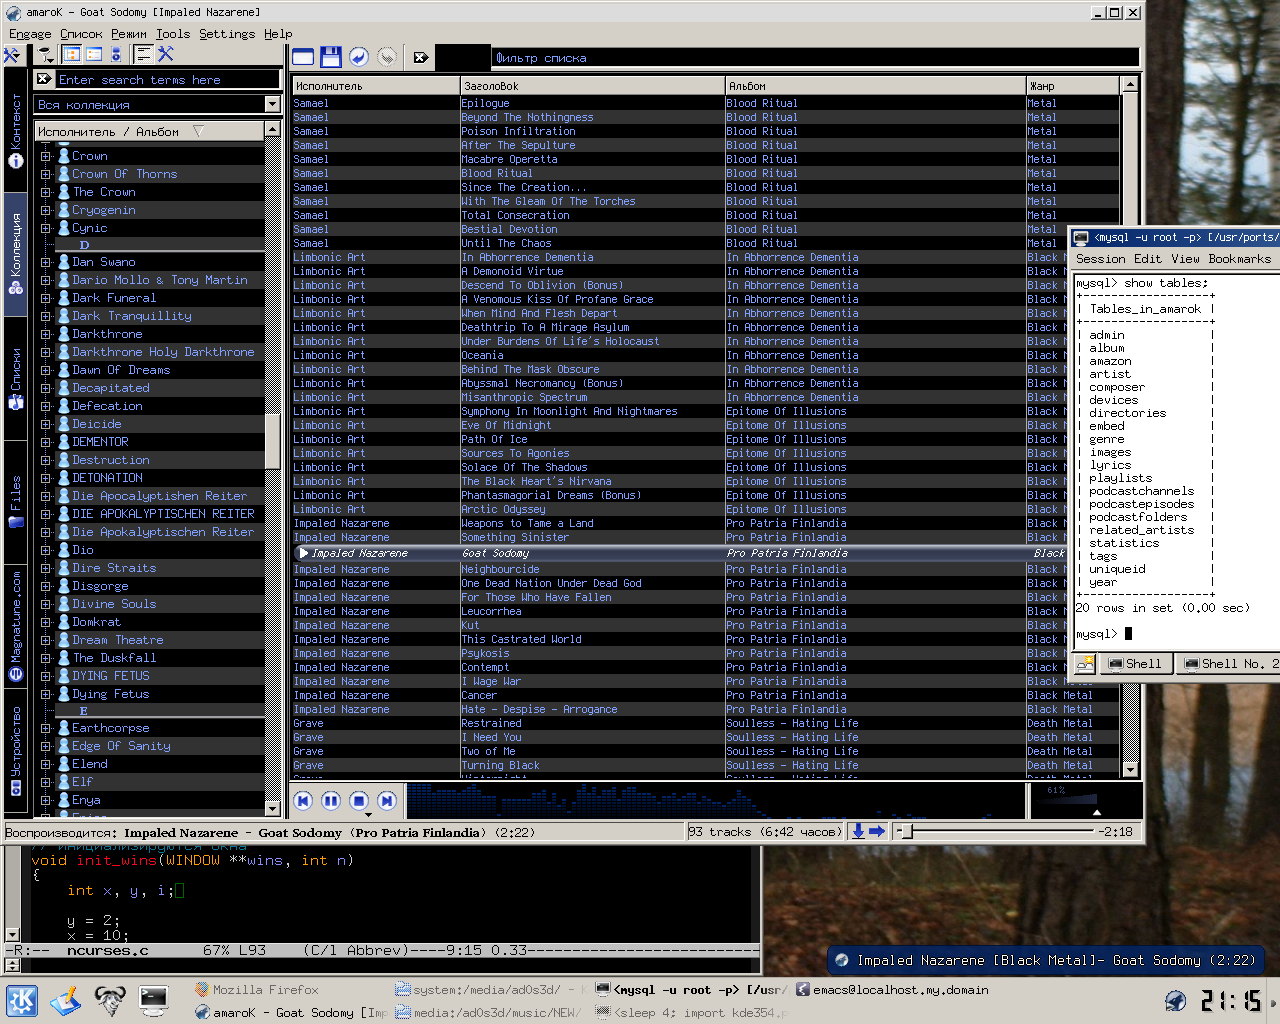 amaroK - Goat Sodomy [Impaled Nazarene]
Engage Список Режим Tools Settings Help
Enter search terms here
Фильтр списка
Вся коллекция
Исполнитель / Альбом
Контекст
Коллекция
Списки
Files
Magnatune.com
Устройство
Crown
Crown Of Thorns
The Crown
Cryogenin
Cynic
D
Dan Swano
Dario Mollo & Tony Martin
Dark Funeral
Dark Tranquillity
Darkthrone
Darkthrone Holy Darkthrone
Dawn Of Dreams
Decapitated
Defecation
Deicide
DEMENTOR
Destruction
DETONATION
Die Apocalyptishen Reiter
DIE APOKALYPTISCHEN REITER
Die Apokalyptischen Reiter
Dio
Dire Straits
Disgorge
Divine Souls
Domkrat
Dream Theatre
The Duskfall
DYING FETUS
Dying Fetus
E
Earthcorpse
Edge Of Sanity
Elend
Elf
Enya
Исполнитель Заголовок Альбом Жанр
Samael Epilogue Blood Ritual Metal
Samael Beyond The Nothingness Blood Ritual Metal
Samael Poison Infiltration Blood Ritual Metal
Samael After The Sepulture Blood Ritual Metal
Samael Macabre Operetta Blood Ritual Metal
Samael Blood Ritual Blood Ritual Metal
Samael Since The Creation... Blood Ritual Metal
Samael With The Gleam Of The Torches Blood Ritual Metal
Samael Total Consecration Blood Ritual Metal
Samael Bestial Devotion Blood Ritual Metal
Samael Until The Chaos Blood Ritual Metal
Limbonic Art In Abhorrence Dementia In Abhorrence Dementia Black M
Limbonic Art A Demonoid Virtue In Abhorrence Dementia Black M
Limbonic Art Descend To Oblivion (Bonus) In Abhorrence Dementia Black M
Limbonic Art A Venomous Kiss Of Profane Grace In Abhorrence Dementia Black M
Limbonic Art When Mind And Flesh Depart In Abhorrence Dementia Black M
Limbonic Art Deathtrip To A Mirage Asylum In Abhorrence Dementia Black M
Limbonic Art Under Burdens Of Life's Holocaust In Abhorrence Dementia Black M
Limbonic Art Oceania In Abhorrence Dementia Black M
Limbonic Art Behind The Mask Obscure In Abhorrence Dementia Black M
Limbonic Art Abyssmal Necromancy (Bonus) In Abhorrence Dementia Black M
Limbonic Art Misanthropic Spectrum In Abhorrence Dementia Black M
Limbonic Art Symphony In Moonlight And Nightmares Epitome Of Illusions Black M
Limbonic Art Eve Of Midnight Epitome Of Illusions Black M
Limbonic Art Path Of Ice Epitome Of Illusions Black M
Limbonic Art Sources To Agonies Epitome Of Illusions Black M
Limbonic Art Solace Of The Shadows Epitome Of Illusions Black M
Limbonic Art The Black Heart's Nirvana Epitome Of Illusions Black M
Limbonic Art Phantasmagorial Dreams (Bonus) Epitome Of Illusions Black M
Limbonic Art Arctic Odyssey Epitome Of Illusions Black M
Impaled Nazarene Weapons to Tame a Land Pro Patria Finlandia Black M
Impaled Nazarene Something Sinister Pro Patria Finlandia Black M
Impaled Nazarene Goat Sodomy Pro Patria Finlandia Black
Impaled Nazarene Neighbourcide Pro Patria Finlandia Black M
Impaled Nazarene One Dead Nation Under Dead God Pro Patria Finlandia Black M
Impaled Nazarene For Those Who Have Fallen Pro Patria Finlandia Black M
Impaled Nazarene Leucorrhea Pro Patria Finlandia Black M
Impaled Nazarene Kut Pro Patria Finlandia Black M
Impaled Nazarene This Castrated World Pro Patria Finlandia Black M
Impaled Nazarene Psykosis Pro Patria Finlandia Black M
Impaled Nazarene Contempt Pro Patria Finlandia Black M
Impaled Nazarene I Wage War Pro Patria Finlandia Black M
Impaled Nazarene Cancer Pro Patria Finlandia Black Metal
Impaled Nazarene Hate - Despise - Arrogance Pro Patria Finlandia Black Metal
Grave Restrained Soulless - Hating Life Death Metal
Grave I Need You Soulless - Hating Life Death Metal
Grave Two of Me Soulless - Hating Life Death Metal
Grave Turning Black Soulless - Hating Life Death Metal
61%
Воспроизводится: Impaled Nazarene - Goat Sodomy (Pro Patria Finlandia) (2:22)
93 tracks (6:42 часов)
-2:18
<mysql -u root -p> [/usr/ports/
Session Edit View Bookmarks
mysql> show tables;
+-------------------+
| Tables_in_amarok |
+-------------------+
| admin |
| album |
| amazon |
| artist |
| composer |
| devices |
| directories |
| embed |
| genre |
| images |
| lyrics |
| playlists |
| podcastchannels |
| podcastepisodes |
| podcastfolders |
| related_artists |
| statistics |
| tags |
| uniqueid |
| year |
+-------------------+
20 rows in set (0.00 sec)
mysql>
Shell Shell No. 2
// инициализируются окна
void init_wins(WINDOW **wins, int n)
{
int x, y, i;
y = 2;
x = 10;
-R:-- ncurses.c 67% L93 (C/l Abbrev)----9:15 0.33
Impaled Nazarene [Black Metal]- Goat Sodomy (2:22)
Mozilla Firefox
system:/media/ad0s3d/ - K
<mysql -u root -p> [/usr/
emacs@localhost.my.domain
amaroK - Goat Sodomy [Imp
media:/ad0s3d/music/NEW/
<sleep 4; import kde354.p
21:15